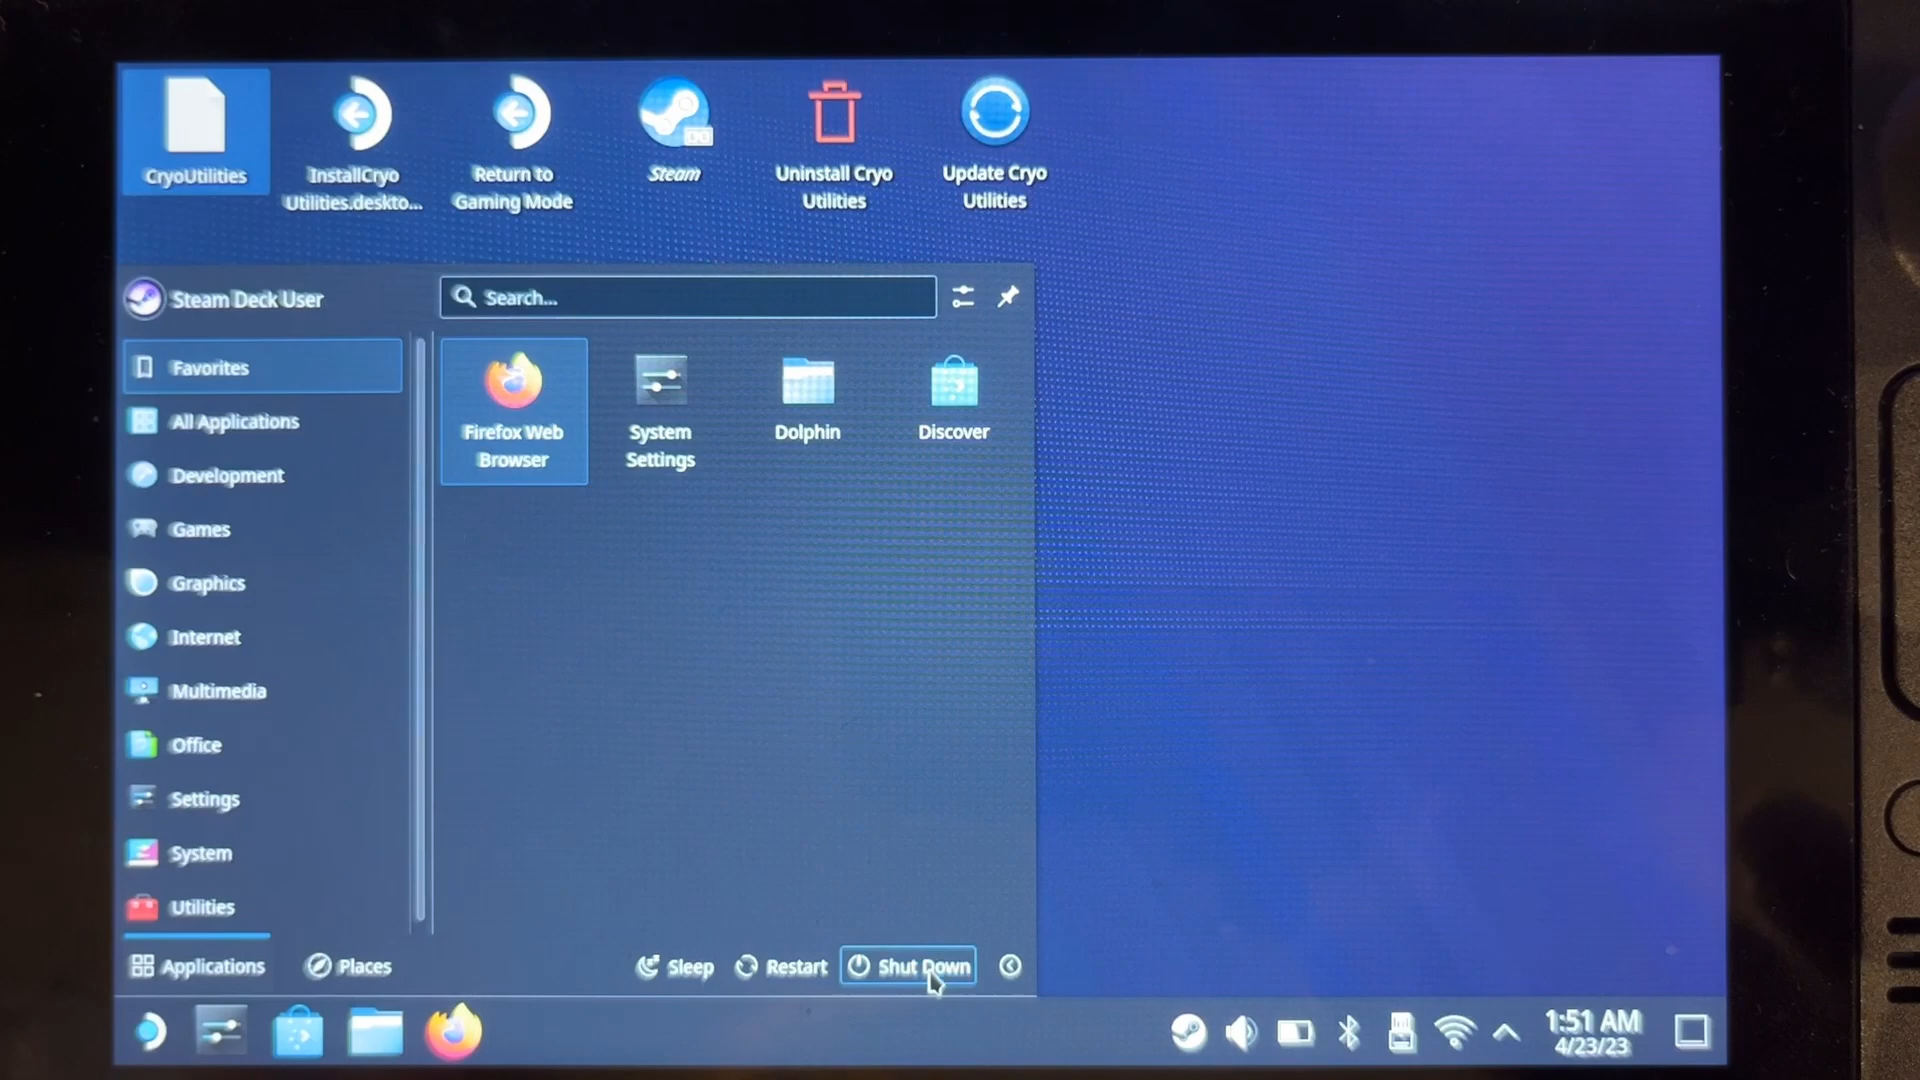 CryoUtilities
InstallCryo
Utilities.deskto...
Return to
Gaming Mode
Steam
Uninstall Cryo
Utilities
Update Cryo
Utilities
Steam Deck User
Search...
Favorites
All Applications
Development
Games
Graphics
Internet
Multimedia
Office
Settings
System
Utilities
Firefox Web
Browser
System
Settings
Dolphin
Discover
Applications
Places
Sleep
Restart
Shut Down
1:51 AM
4/23/23